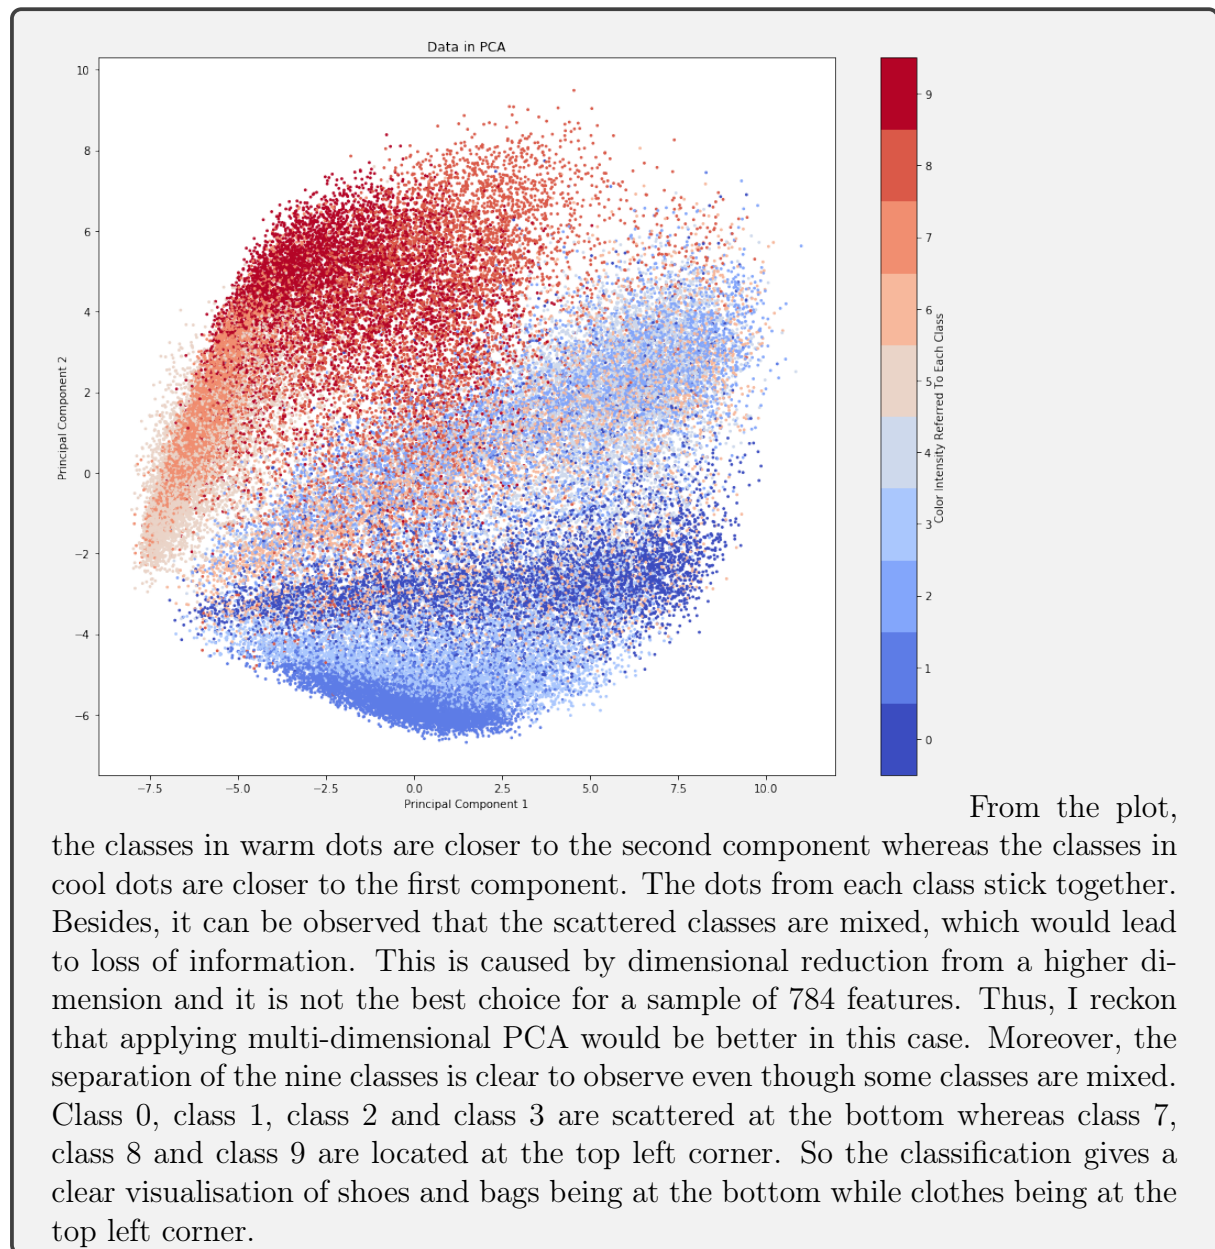 Data in PCA
10
8
6
4
2
0
−2
−4
−6
Principal Component 2
−7.5
−5.0
−2.5
0.0
2.5
5.0
7.5
10.0
Principal Component 1
9
8
7
6
5
4
3
2
1
0
Color Intensity Referred To Each Class
From the plot,
the classes in warm dots are closer to the second component whereas the classes in
cool dots are closer to the first component. The dots from each class stick together.
Besides, it can be observed that the scattered classes are mixed, which would lead
to loss of information. This is caused by dimensional reduction from a higher di-
mension and it is not the best choice for a sample of 784 features. Thus, I reckon
that applying multi-dimensional PCA would be better in this case. Moreover, the
separation of the nine classes is clear to observe even though some classes are mixed.
Class 0, class 1, class 2 and class 3 are scattered at the bottom whereas class 7,
class 8 and class 9 are located at the top left corner. So the classification gives a
clear visualisation of shoes and bags being at the bottom while clothes being at the
top left corner.